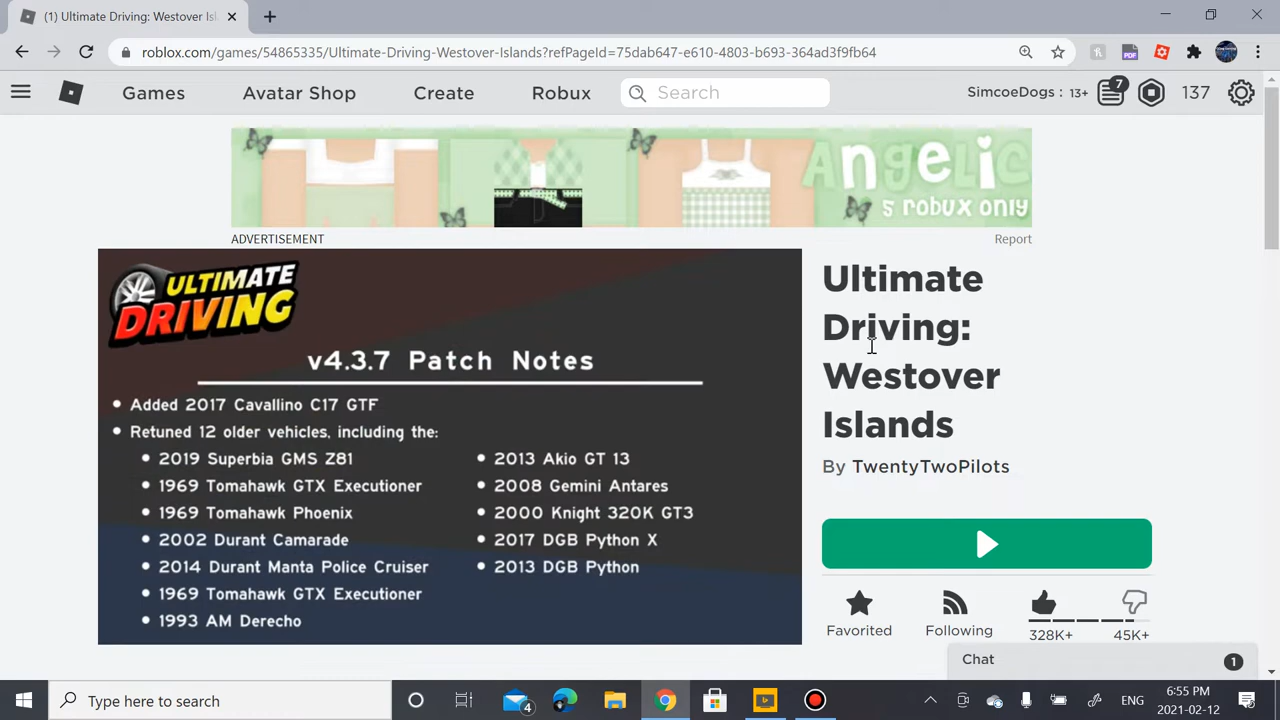 (1) Ultimate Driving: Westover Isl
roblox.com/games/54865335/Ultimate-Driving-Westover-Islands?refPageId=75dab647-e610-4803-b693-364ad3f9fb64
PDF
Games
Avatar Shop
Create
Robux
Search
SimcoeDogs : 13+
7
137
Angelic
5 robux only
ADVERTISEMENT
Report
ULTIMATE
DRIVING
v4.3.7 Patch Notes
• Added 2017 Cavallino C17 GTF
• Retuned 12 older vehicles, including the:
• 2019 Superbia GMS Z81
• 1969 Tomahawk GTX Executioner
• 1969 Tomahawk Phoenix
• 2002 Durant Camarade
• 2014 Durant Manta Police Cruiser
• 1969 Tomahawk GTX Executioner
• 1993 AM Derecho
• 2013 Akio GT 13
• 2008 Gemini Antares
• 2000 Knight 320K GT3
• 2017 DGB Python X
• 2013 DGB Python
Ultimate
Driving:
Westover
Islands
By TwentyTwoPilots
Favorited
Following
328K+
45K+
Chat
1
Type here to search
4
ENG
6:55 PM
2021-02-12